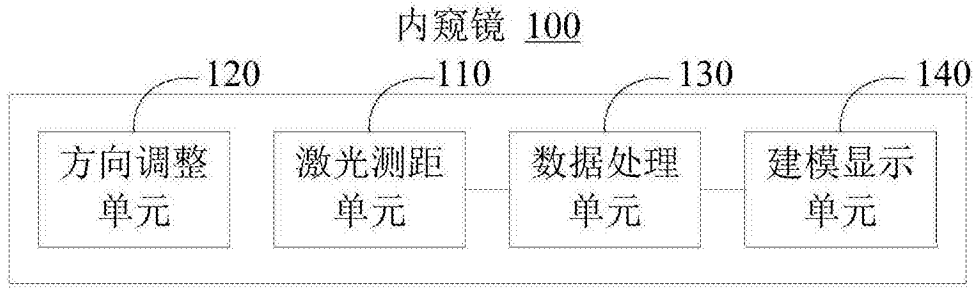 内窥镜 100
120 110 130 140
方向调整 激光测距 数据处理 建模显示
单元 单元 单元 单元